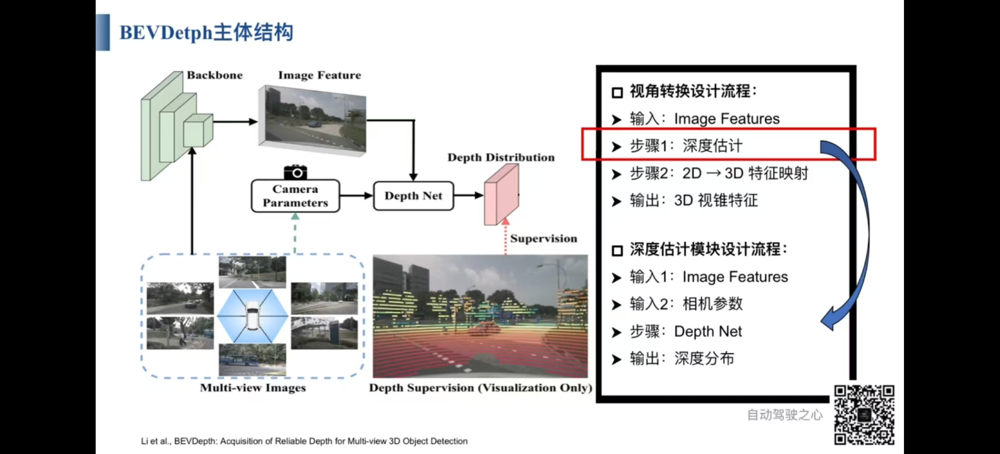 BEVDetph主体结构
Backbone
Image Feature
Camera
Parameters
Depth Net
Depth Distribution
Supervision
Multi-view Images
Depth Supervision (Visualization Only)
视角转换设计流程：
输入：Image Features
步骤1：深度估计
步骤2：2D → 3D 特征映射
输出：3D 视锥特征
深度估计模块设计流程：
输入1：Image Features
输入2：相机参数
步骤：Depth Net
输出：深度分布
自动驾驶之心
Li et al., BEVDepth: Acquisition of Reliable Depth for Multi-view 3D Object Detection